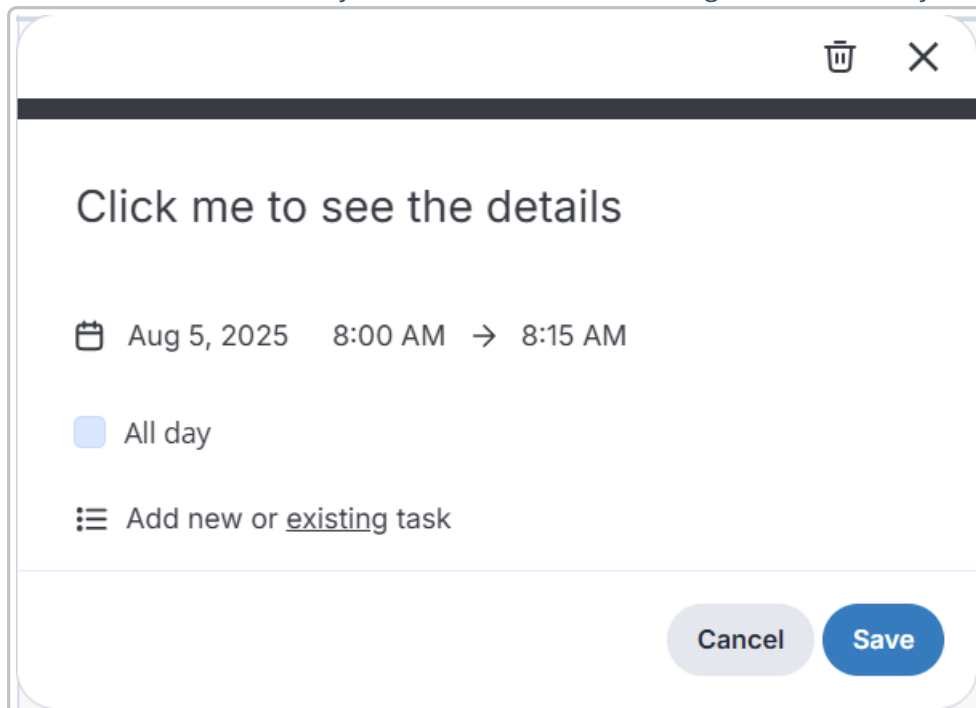 Click me to see the details
Aug 5, 2025 8:00 AM → 8:15 AM
All day
Add new or existing task
Cancel Save